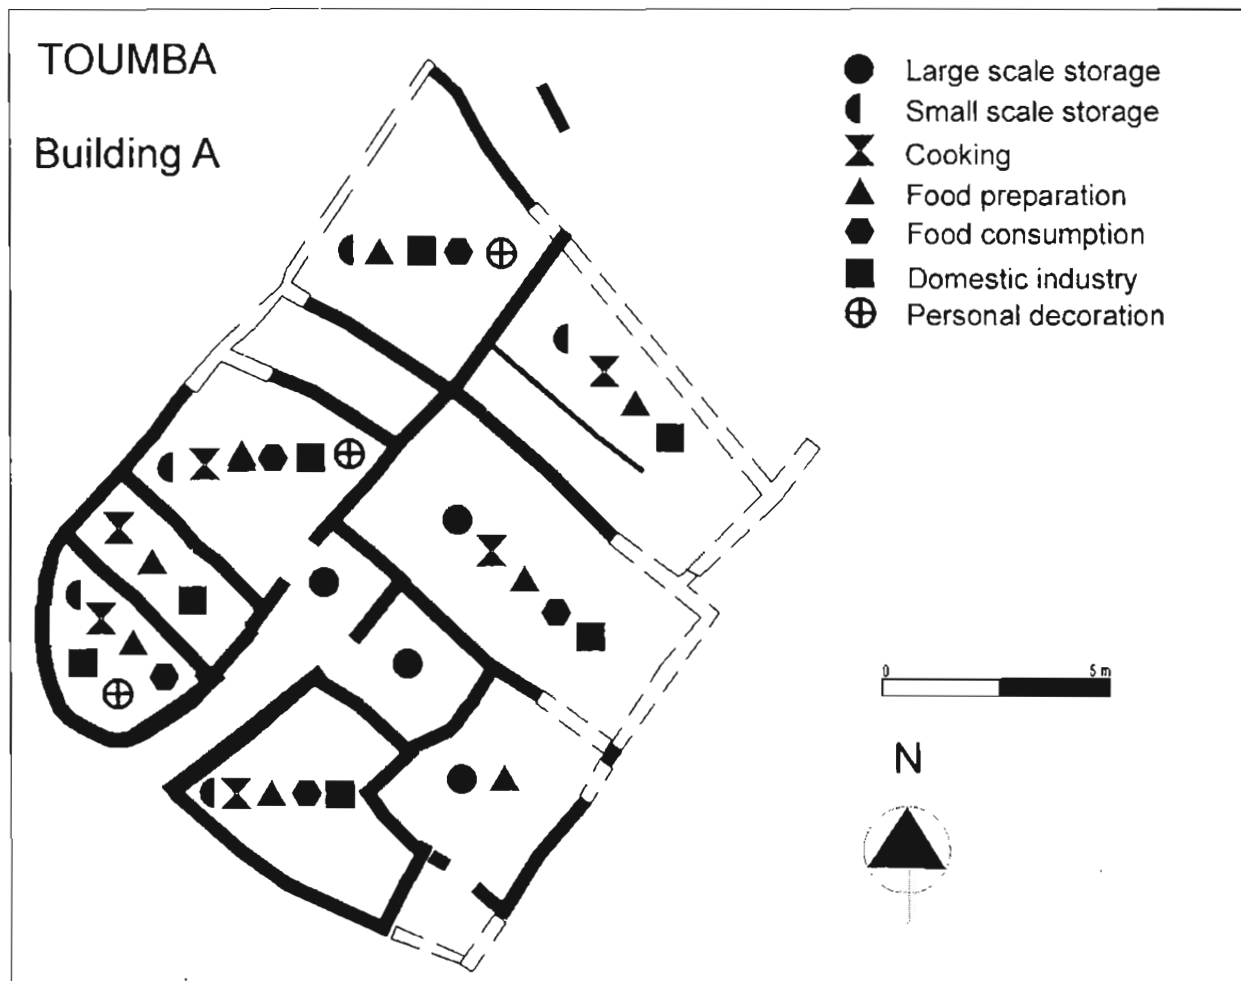 TOUMBA
Building A
Large scale storage
Small scale storage
Cooking
Food preparation
Food consumption
Domestic industry
Personal decoration
0 5 m
N